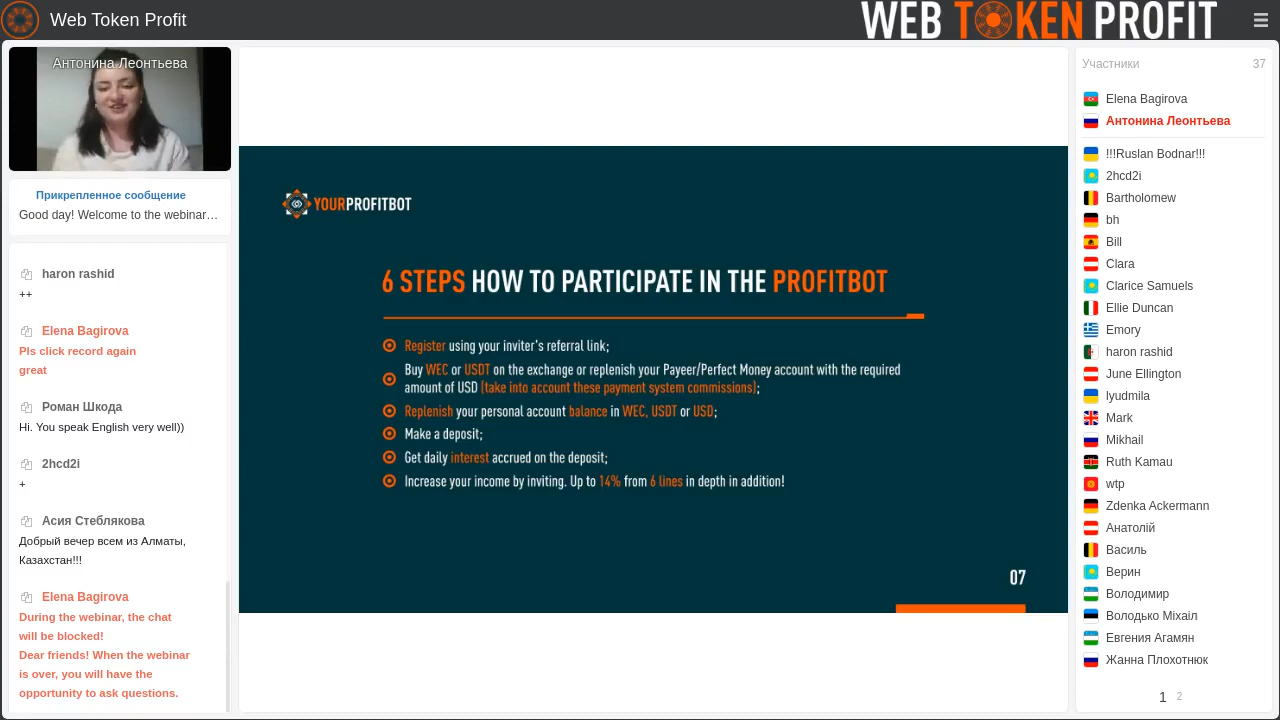 Web Token Profit
WEB TOKEN PROFIT
Антонина Леонтьева
Прикрепленное сообщение
Good day! Welcome to the webinar…
haron rashid
++
Elena Bagirova
Pls click record again
great
Роман Шкода
Hi. You speak English very well))
2hcd2i
+
Асия Стеблякова
Добрый вечер всем из Алматы,
Казахстан!!!
Elena Bagirova
During the webinar, the chat
will be blocked!
Dear friends! When the webinar
is over, you will have the
opportunity to ask questions.
YOURPROFITBOT
6 STEPS HOW TO PARTICIPATE IN THE PROFITBOT
Register using your inviter's referral link;
Buy WEC or USDT on the exchange or replenish your Payeer/Perfect Money account with the required
amount of USD (take into account these payment system commissions);
Replenish your personal account balance in WEC, USDT or USD;
Make a deposit;
Get daily interest accrued on the deposit;
Increase your income by inviting. Up to 14% from 6 lines in depth in addition!
07
Участники 37
Elena Bagirova
Антонина Леонтьева
!!!Ruslan Bodnar!!!
2hcd2i
Bartholomew
bh
Bill
Clara
Clarice Samuels
Ellie Duncan
Emory
haron rashid
June Ellington
lyudmila
Mark
Mikhail
Ruth Kamau
wtp
Zdenka Ackermann
Анатолій
Василь
Верин
Володимир
Володько Міхаіл
Евгения Агамян
Жанна Плохотнюк
1 2